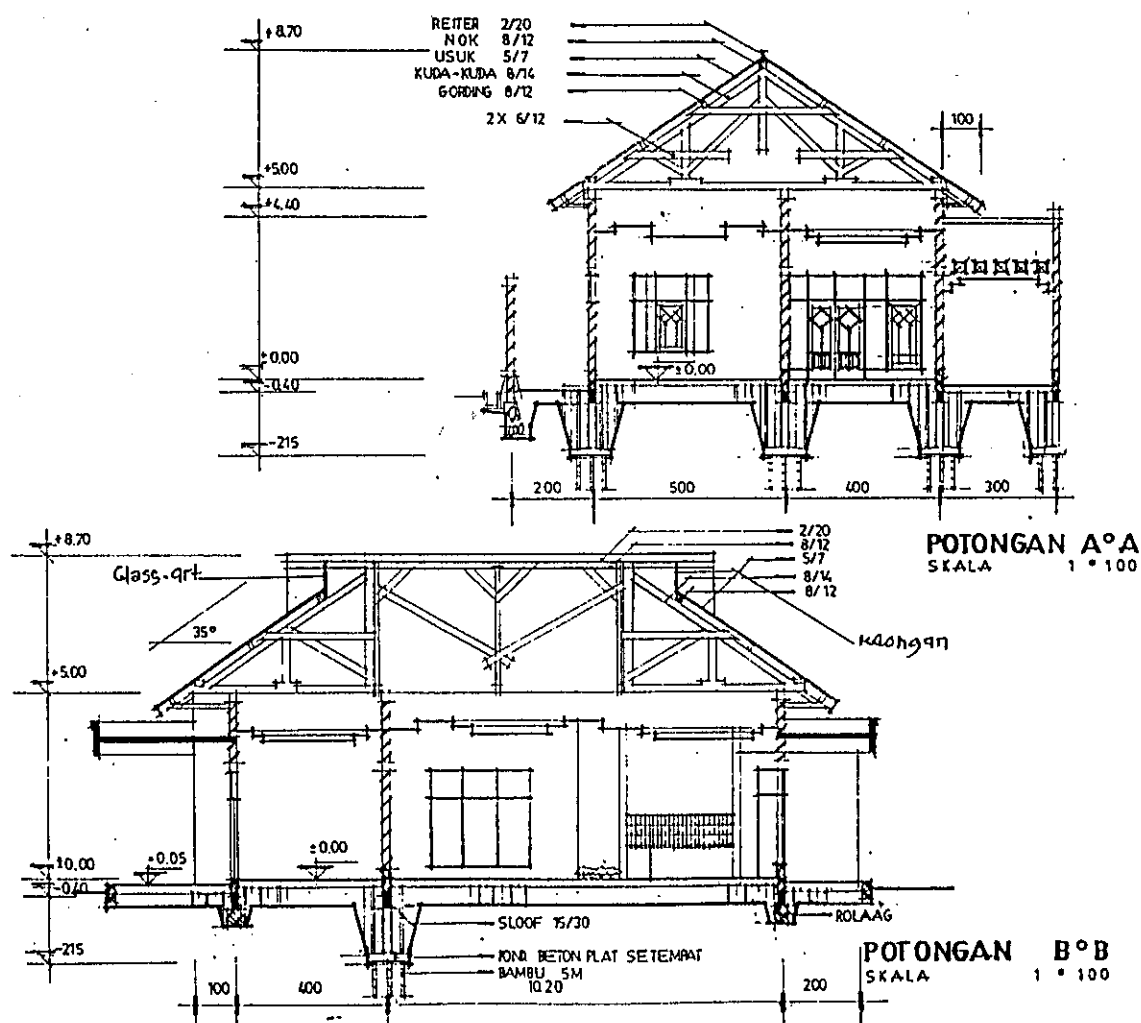 +8.70
REITER 2/20
NOK 8/12
USUK 5/7
KUDA-KUDA 8/14
GORDING 8/12
2 X 6/12
100
+5.00
+4.40
±0.00
-0.40
±0.00
-215
200 500 400 300
POTONGAN A°A
SKALA 1 * 100
+8.70
Glass-art
2/20
8/12
5/7
8/14
8/12
35°
+5.00
±0.00
±0.05
±0.00
-0.40
SLOOF 15/30
ROLAAG
-215
POND BETON PLAT SETEMPAT
BAMBU 5M
10.20
100 400 200
POTONGAN B°B
SKALA 1 * 100